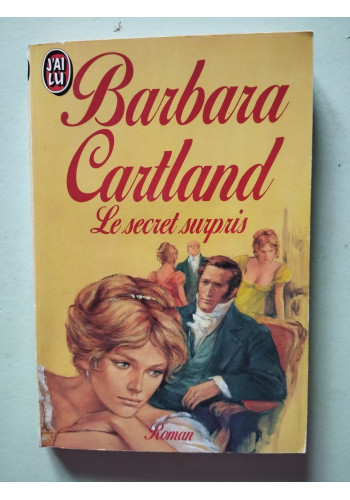 J'AI
LU
Barbara
Cartland
Le secret surpris
Roman